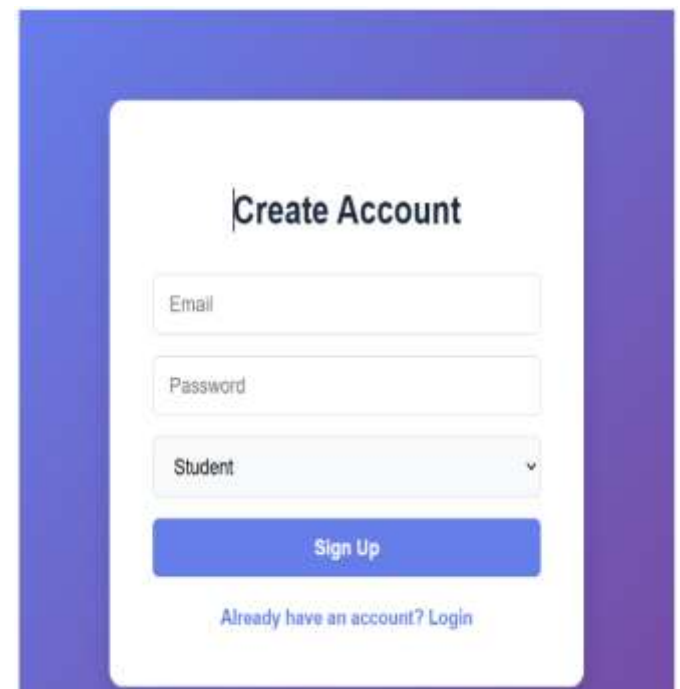 Create Account
Email
Password
Student
Sign Up
Already have an account? Login